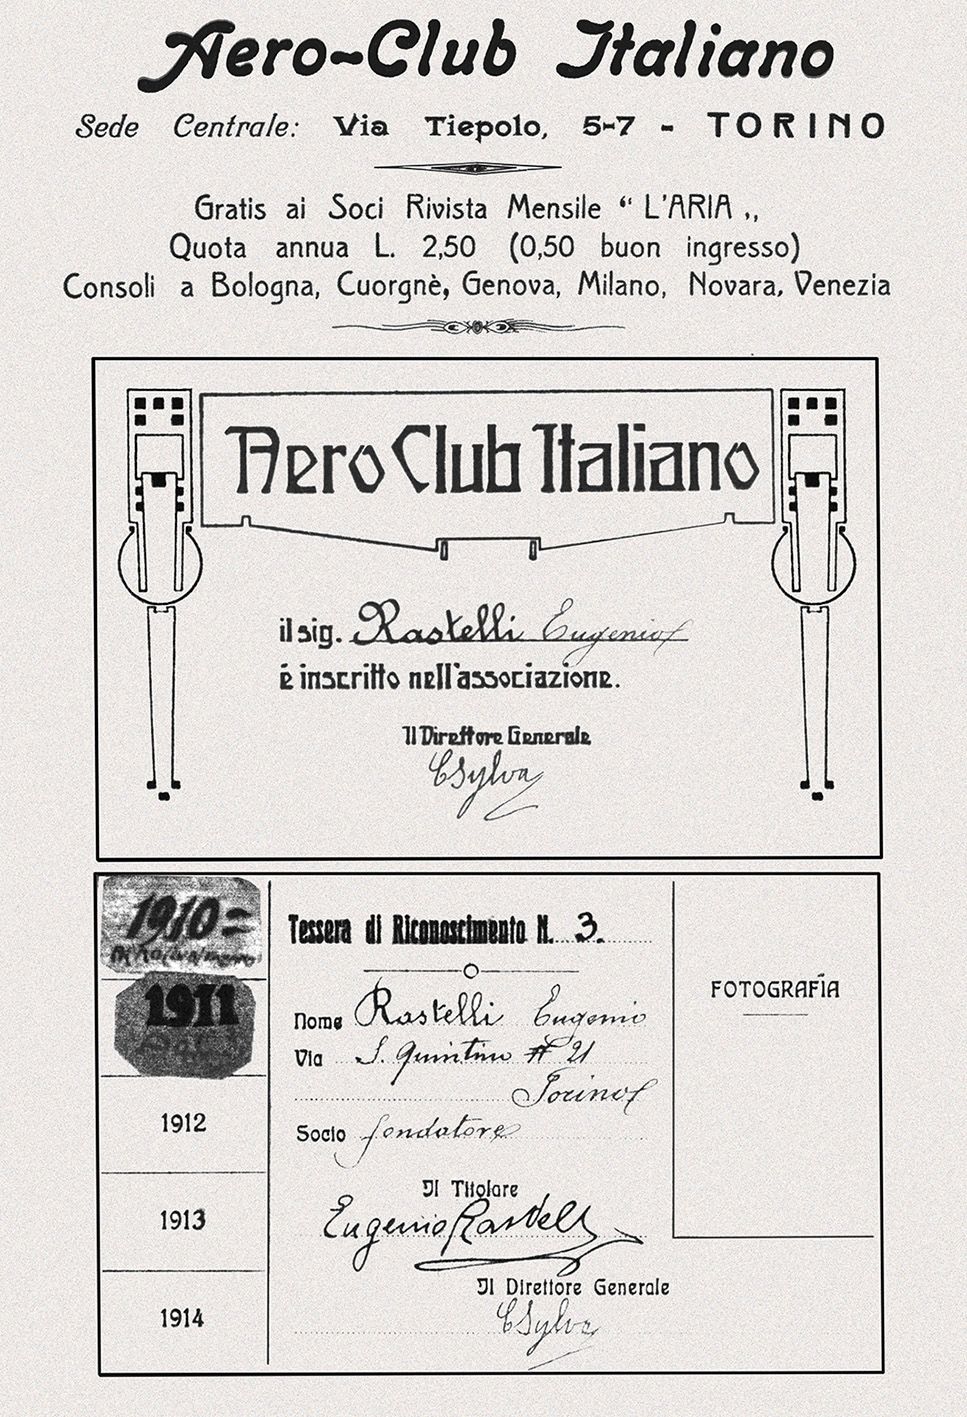 Aero-Club Italiano
Sede Centrale: Via Tiepolo, 5-7 - TORINO
Gratis ai Soci Rivista Mensile “ L'ARIA „
Quota annua L. 2,50 (0,50 buon ingresso)
Consoli a Bologna, Cuorgnè, Genova, Milano, Novara, Venezia
Aero Club Italiano
il sig. Rastelli Eugenio
é inscritto nell'associazione.
Il Direttore Generale
CSylva
1910=
1911
1912
1913
1914
Tessera di Riconoscimento N. 3.
Nome Rastelli Eugenio
Via S. Quintino # 21
Torino
Socio fondatore
Il Titolare
Eugenio Rastelli
Il Direttore Generale
CSylva
FOTOGRAFÍA